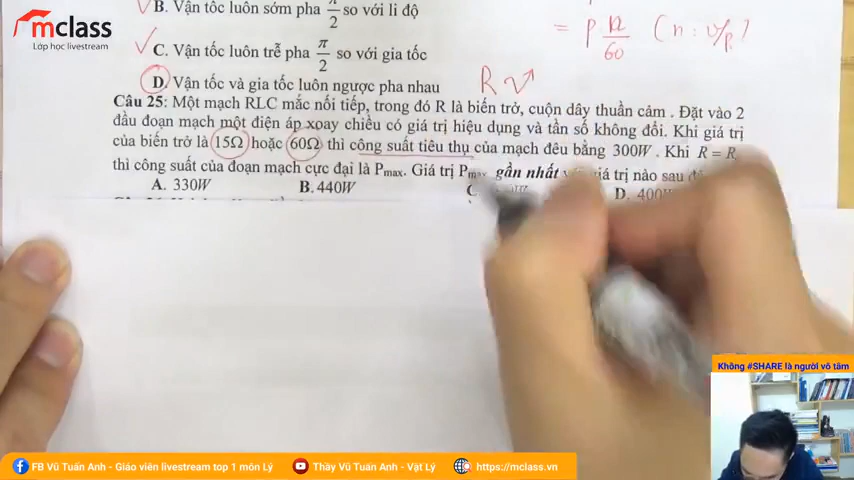 mclass
Lớp học livestream
B. Vận tốc luôn sớm pha π/2 so với li độ
C. Vận tốc luôn trễ pha π/2 so với gia tốc
D. Vận tốc và gia tốc luôn ngược pha nhau
= p n/60 (n: v/p)
R
Câu 25: Một mạch RLC mắc nối tiếp, trong đó R là biến trở, cuộn dây thuần cảm . Đặt vào 2
đầu đoạn mạch một điện áp xoay chiều có giá trị hiệu dụng và tần số không đổi. Khi giá trị
của biến trở là 15Ω hoặc 60Ω thì công suất tiêu thụ của mạch đều bằng 300W . Khi R = R
thì công suất của đoạn mạch cực đại là Pmax. Giá trị Pmax gần nhất giá trị nào sau
A. 330W B. 440W D. 400W
Không #SHARE là người vô tâm
FB Vũ Tuấn Anh - Giáo viên livestream top 1 môn Lý Thầy Vũ Tuấn Anh - Vật Lý https://mclass.vn